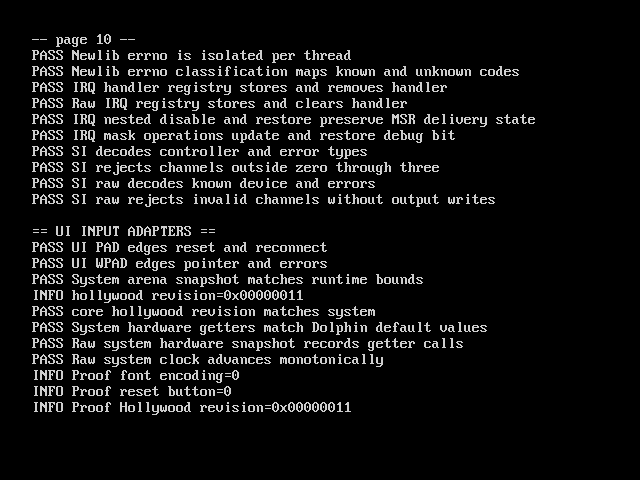 -- page 10 --
PASS Newlib errno is isolated per thread
PASS Newlib errno classification maps known and unknown codes
PASS IRQ handler registry stores and removes handler
PASS Raw IRQ registry stores and clears handler
PASS IRQ nested disable and restore preserve MSR delivery state
PASS IRQ mask operations update and restore debug bit
PASS SI decodes controller and error types
PASS SI rejects channels outside zero through three
PASS SI raw decodes known device and errors
PASS SI raw rejects invalid channels without output writes
== UI INPUT ADAPTERS ==
PASS UI PAD edges reset and reconnect
PASS UI WPAD edges pointer and errors
PASS System arena snapshot matches runtime bounds
INFO hollywood revision=0x00000011
PASS core hollywood revision matches system
PASS System hardware getters match Dolphin default values
PASS Raw system hardware snapshot records getter calls
PASS Raw system clock advances monotonically
INFO Proof font encoding=0
INFO Proof reset button=0
INFO Proof Hollywood revision=0x00000011